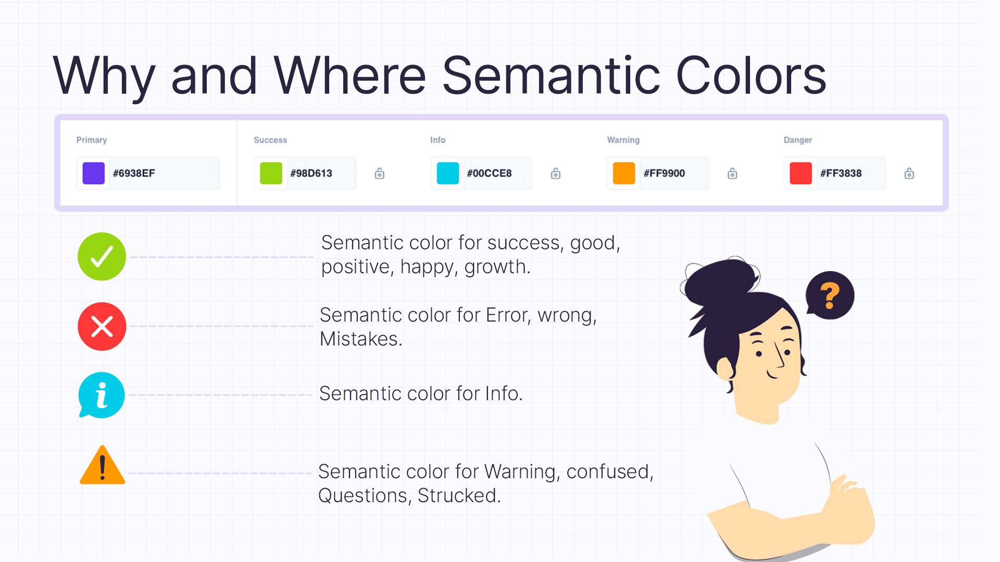 Why and Where Semantic Colors
Primary
Success
Info
Warning
Danger
#6938EF
#98D613
#00CCE8
#FF9900
#FF3838
Semantic color for success, good,
positive, happy, growth.
Semantic color for Error, wrong,
Mistakes.
i
Semantic color for Info.
!
Semantic color for Warning, confused,
Questions, Strucked.
?